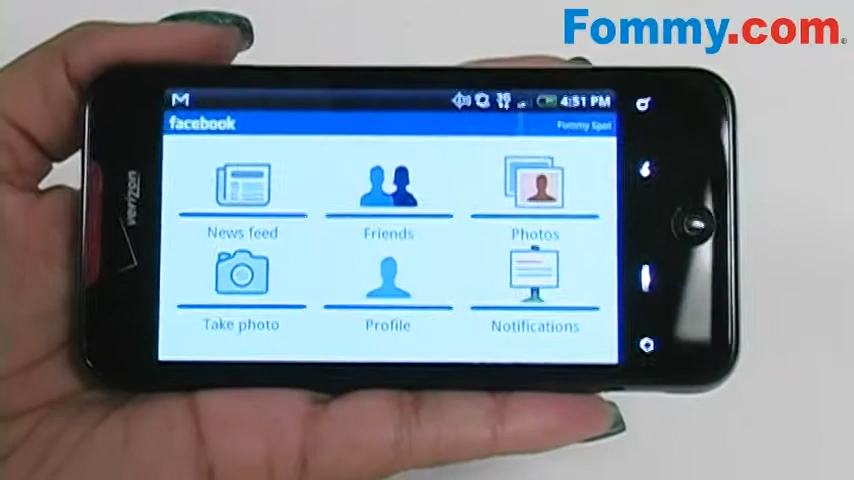 Fommy.com
4:51 PM
facebook
Fommy Spot
News feed
Friends
Photos
Take photo
Profile
Notifications
verizon